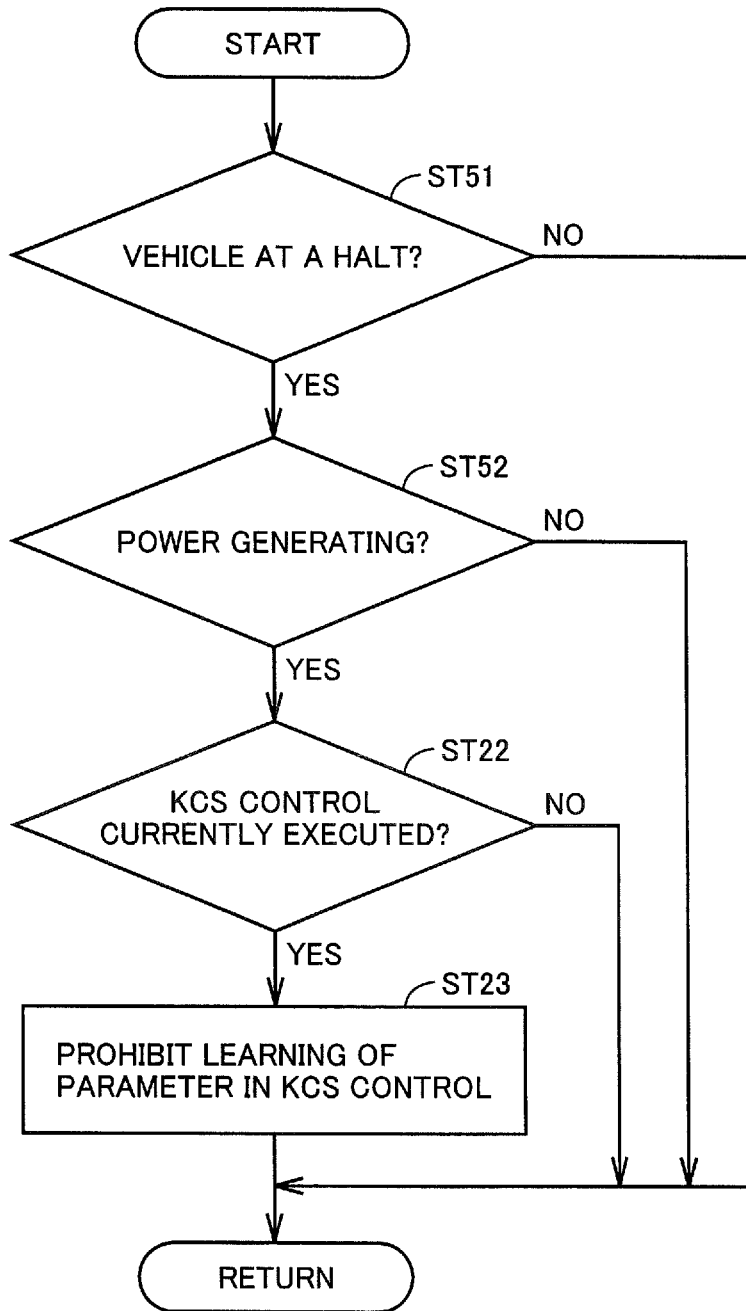 START
ST51
VEHICLE AT A HALT?
NO
YES
ST52
POWER GENERATING?
NO
YES
ST22
KCS CONTROL
CURRENTLY EXECUTED?
NO
YES
ST23
PROHIBIT LEARNING OF
PARAMETER IN KCS CONTROL
RETURN